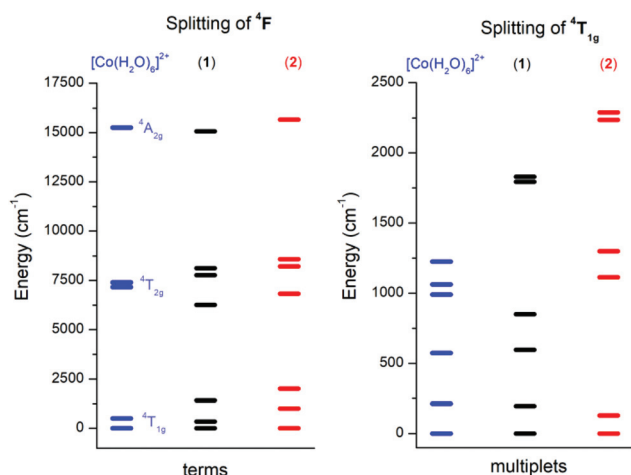 Splitting of ⁴F
[Co(H₂O)₆]²⁺ (1) (2)
17500
15000
12500
10000
7500
5000
2500
0
Energy (cm⁻¹)
⁴A₂g
⁴T₂g
⁴T₁g
terms
Splitting of ⁴T₁g
[Co(H₂O)₆]²⁺ (1) (2)
2500
2000
1500
1000
500
0
Energy (cm⁻¹)
multiplets